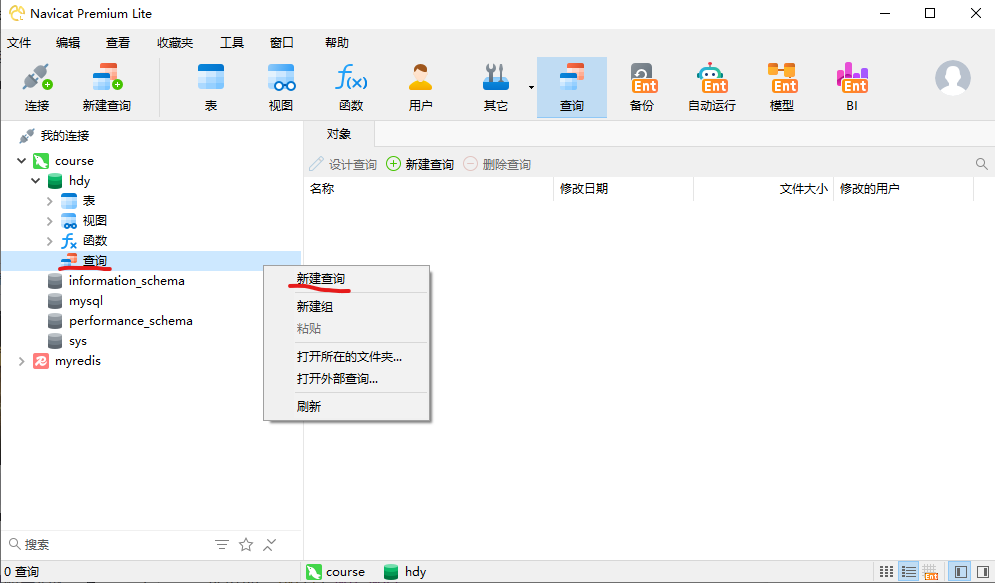 Navicat Premium Lite
文件 编辑 查看 收藏夹 工具 窗口 帮助
连接 新建查询 表 视图 f(x) 函数 用户 其它 查询 Ent 备份 Ent 自动运行 Ent 模型 Ent BI
我的连接 对象
course 设计查询 新建查询 删除查询
hdy 名称 修改日期 文件大小 修改的用户
表
视图
fx 函数
查询
information_schema
mysql
performance_schema
sys
myredis
新建查询
新建组
粘贴
打开所在的文件夹...
打开外部查询...
刷新
搜索
0 查询 course hdy Ent